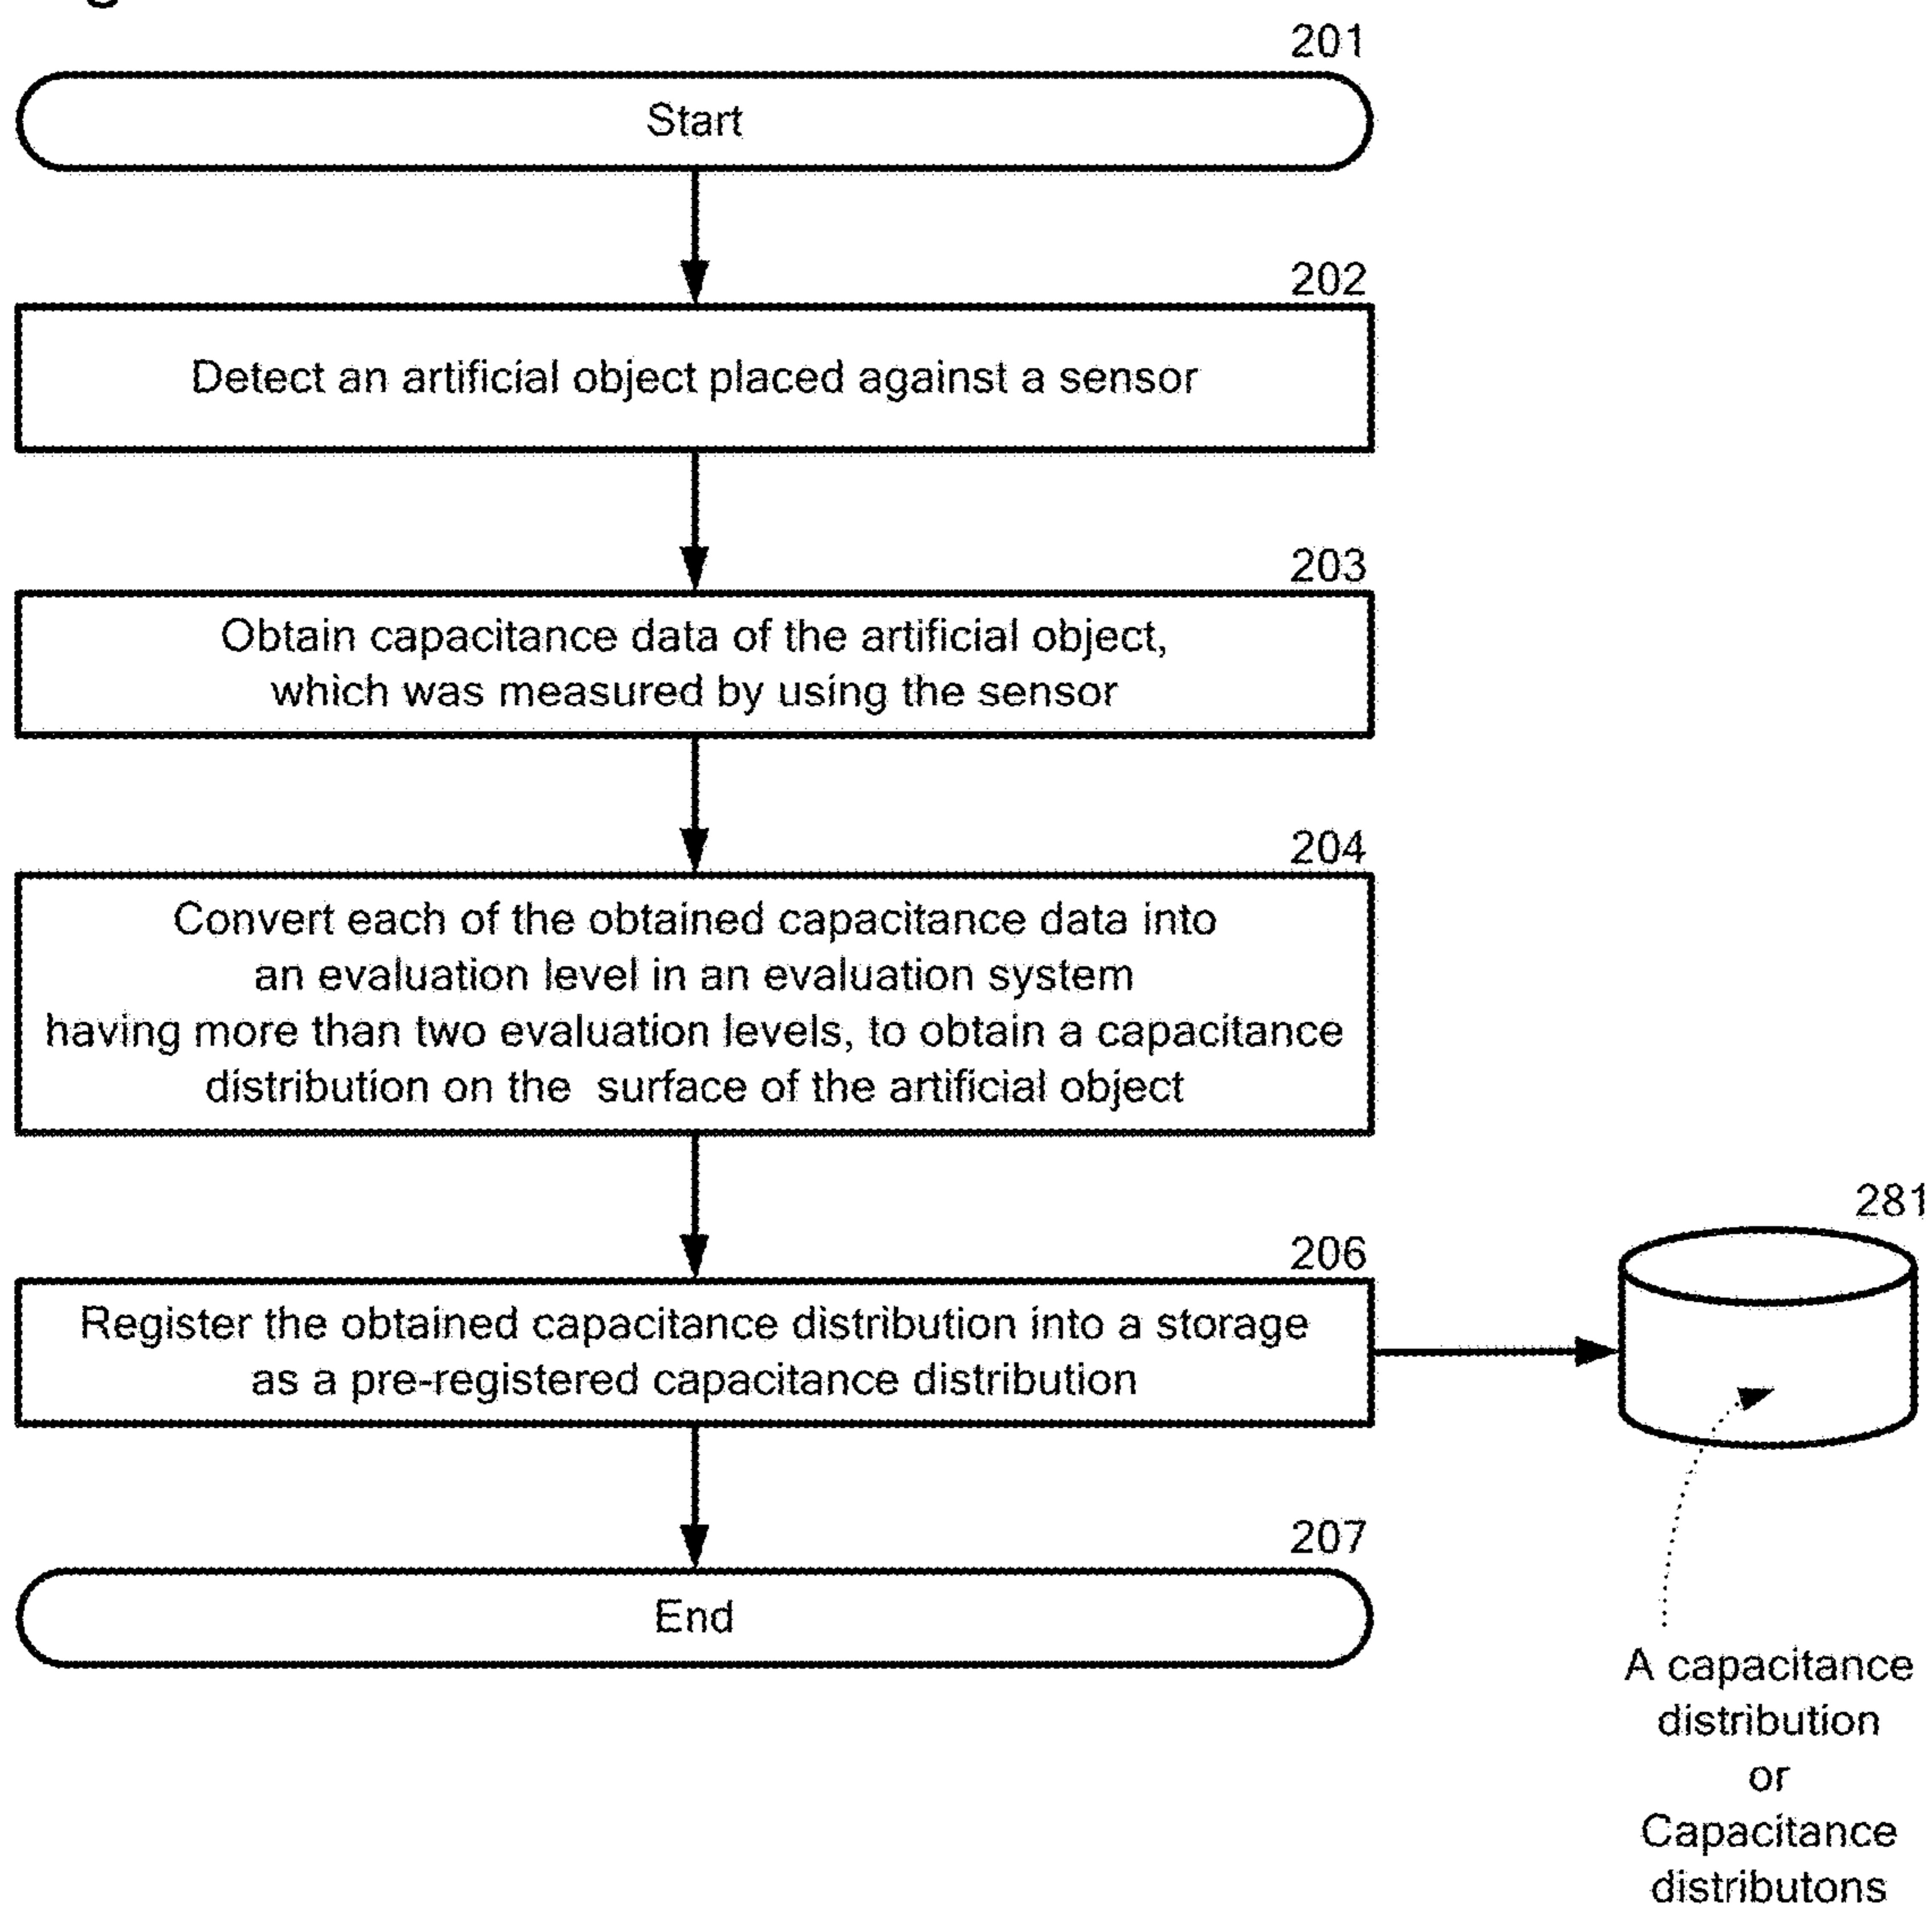 201
Start
202
Detect an artificial object placed against a sensor
203
Obtain capacitance data of the artificial object,
which was measured by using the sensor
204
Convert each of the obtained capacitance data into
an evaluation level in an evaluation system
having more than two evaluation levels, to obtain a capacitance
distribution on the surface of the artificial object
281
206
Register the obtained capacitance distribution into a storage
as a pre-registered capacitance distribution
207
End
A capacitance
distribution
or
Capacitance
distributons